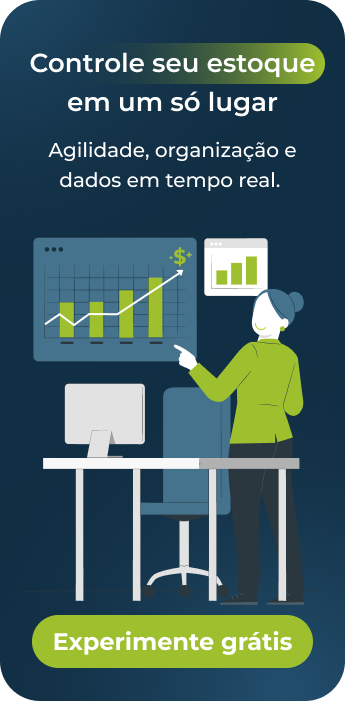 Controle seu estoque
em um só lugar
Agilidade, organização e
dados em tempo real.
$
Experimente grátis